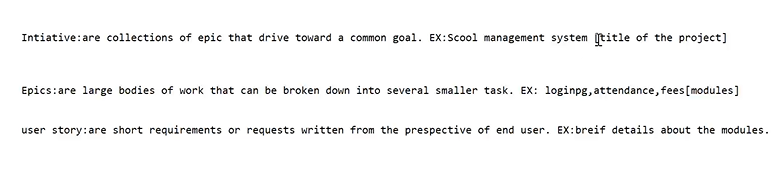 Intiative:are collections of epic that drive toward a common goal. EX:Scool management system [title of the project]
Epics:are large bodies of work that can be broken down into several smaller task. EX: loginpg,attendance,fees[modules]
user story:are short requirements or requests written from the prespective of end user. EX:breif details about the modules.